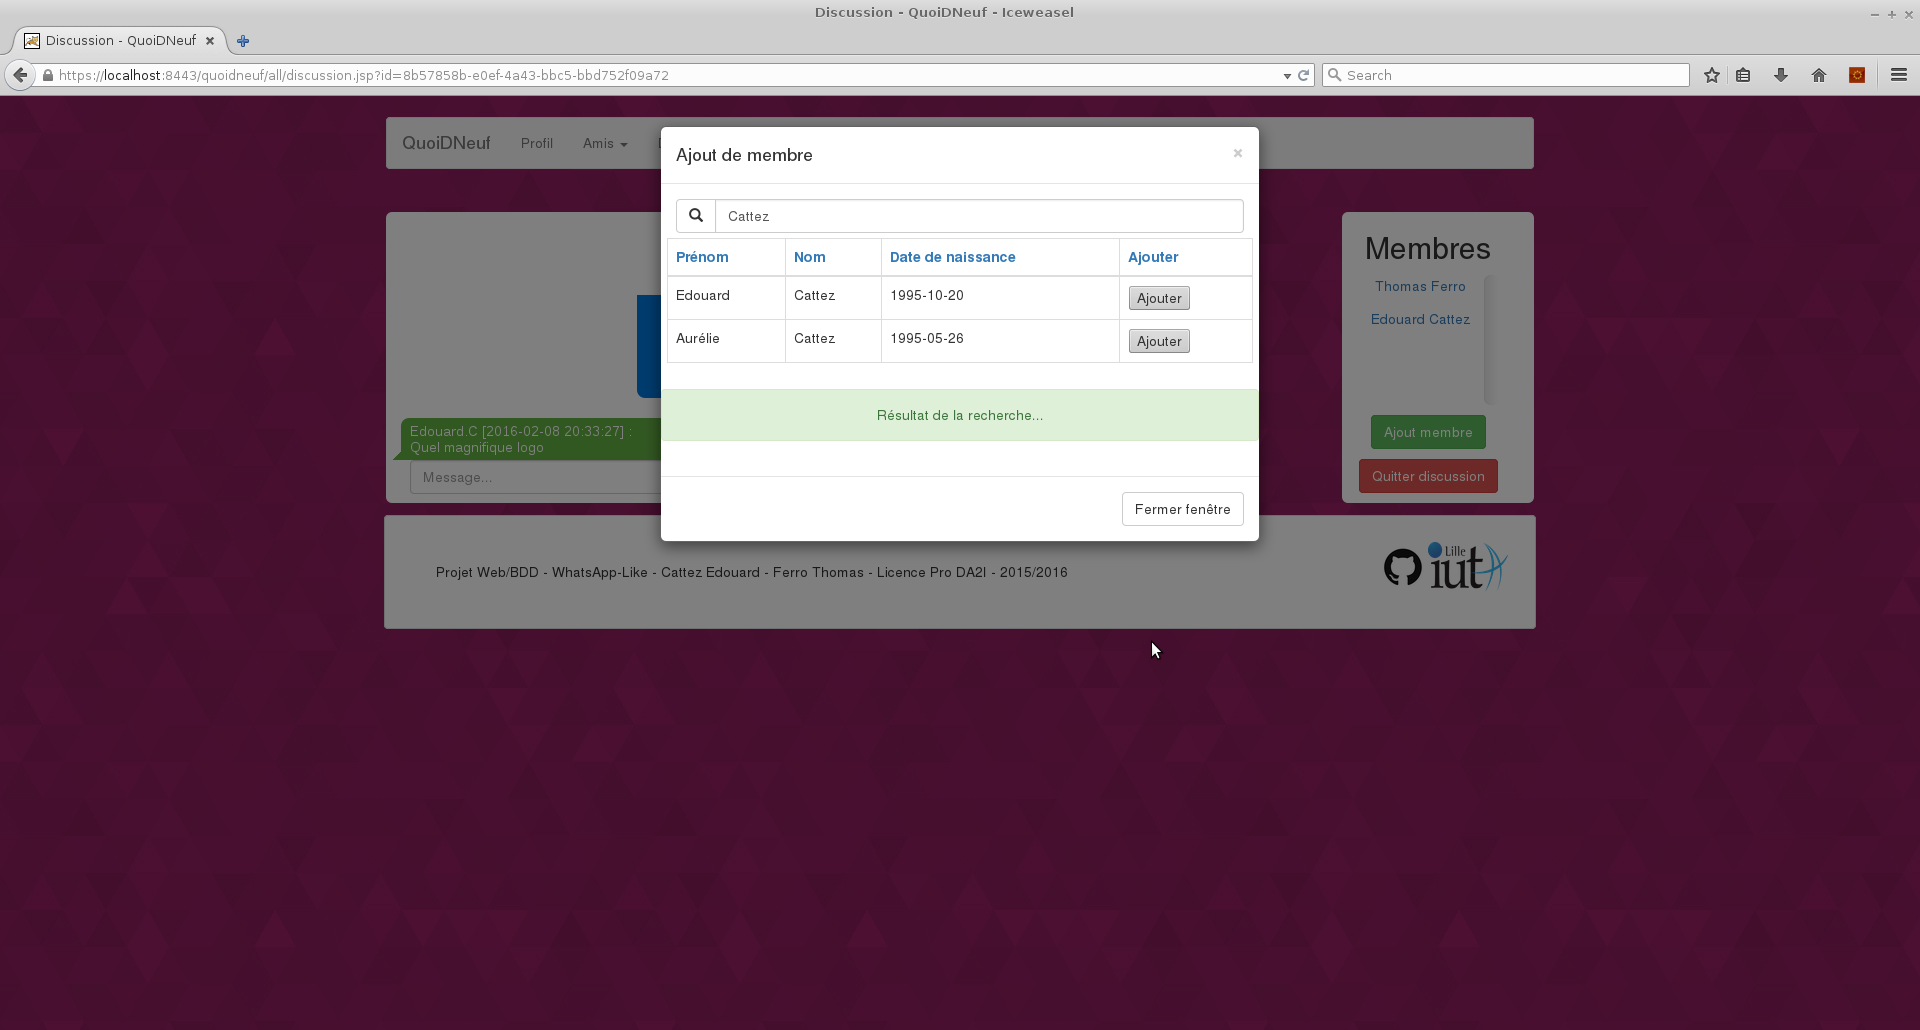 Discussion - QuoiDNeuf - Iceweasel
Discussion - QuoiDNeuf
https://localhost:8443/quoidneuf/all/discussion.jsp?id=8b57858b-e0ef-4a43-bbc5-bbd752f09a72
Search
QuoiDNeuf Profil Amis
Ajout de membre
×
Cattez
Prénom Nom Date de naissance Ajouter
Edouard Cattez 1995-10-20 Ajouter
Aurélie Cattez 1995-05-26 Ajouter
Résultat de la recherche...
Fermer fenêtre
Edouard.C [2016-02-08 20:33:27] :
Quel magnifique logo
Message...
Membres
Thomas Ferro
Edouard Cattez
Ajout membre
Quitter discussion
Projet Web/BDD - WhatsApp-Like - Cattez Edouard - Ferro Thomas - Licence Pro DA2I - 2015/2016
Lille
iut